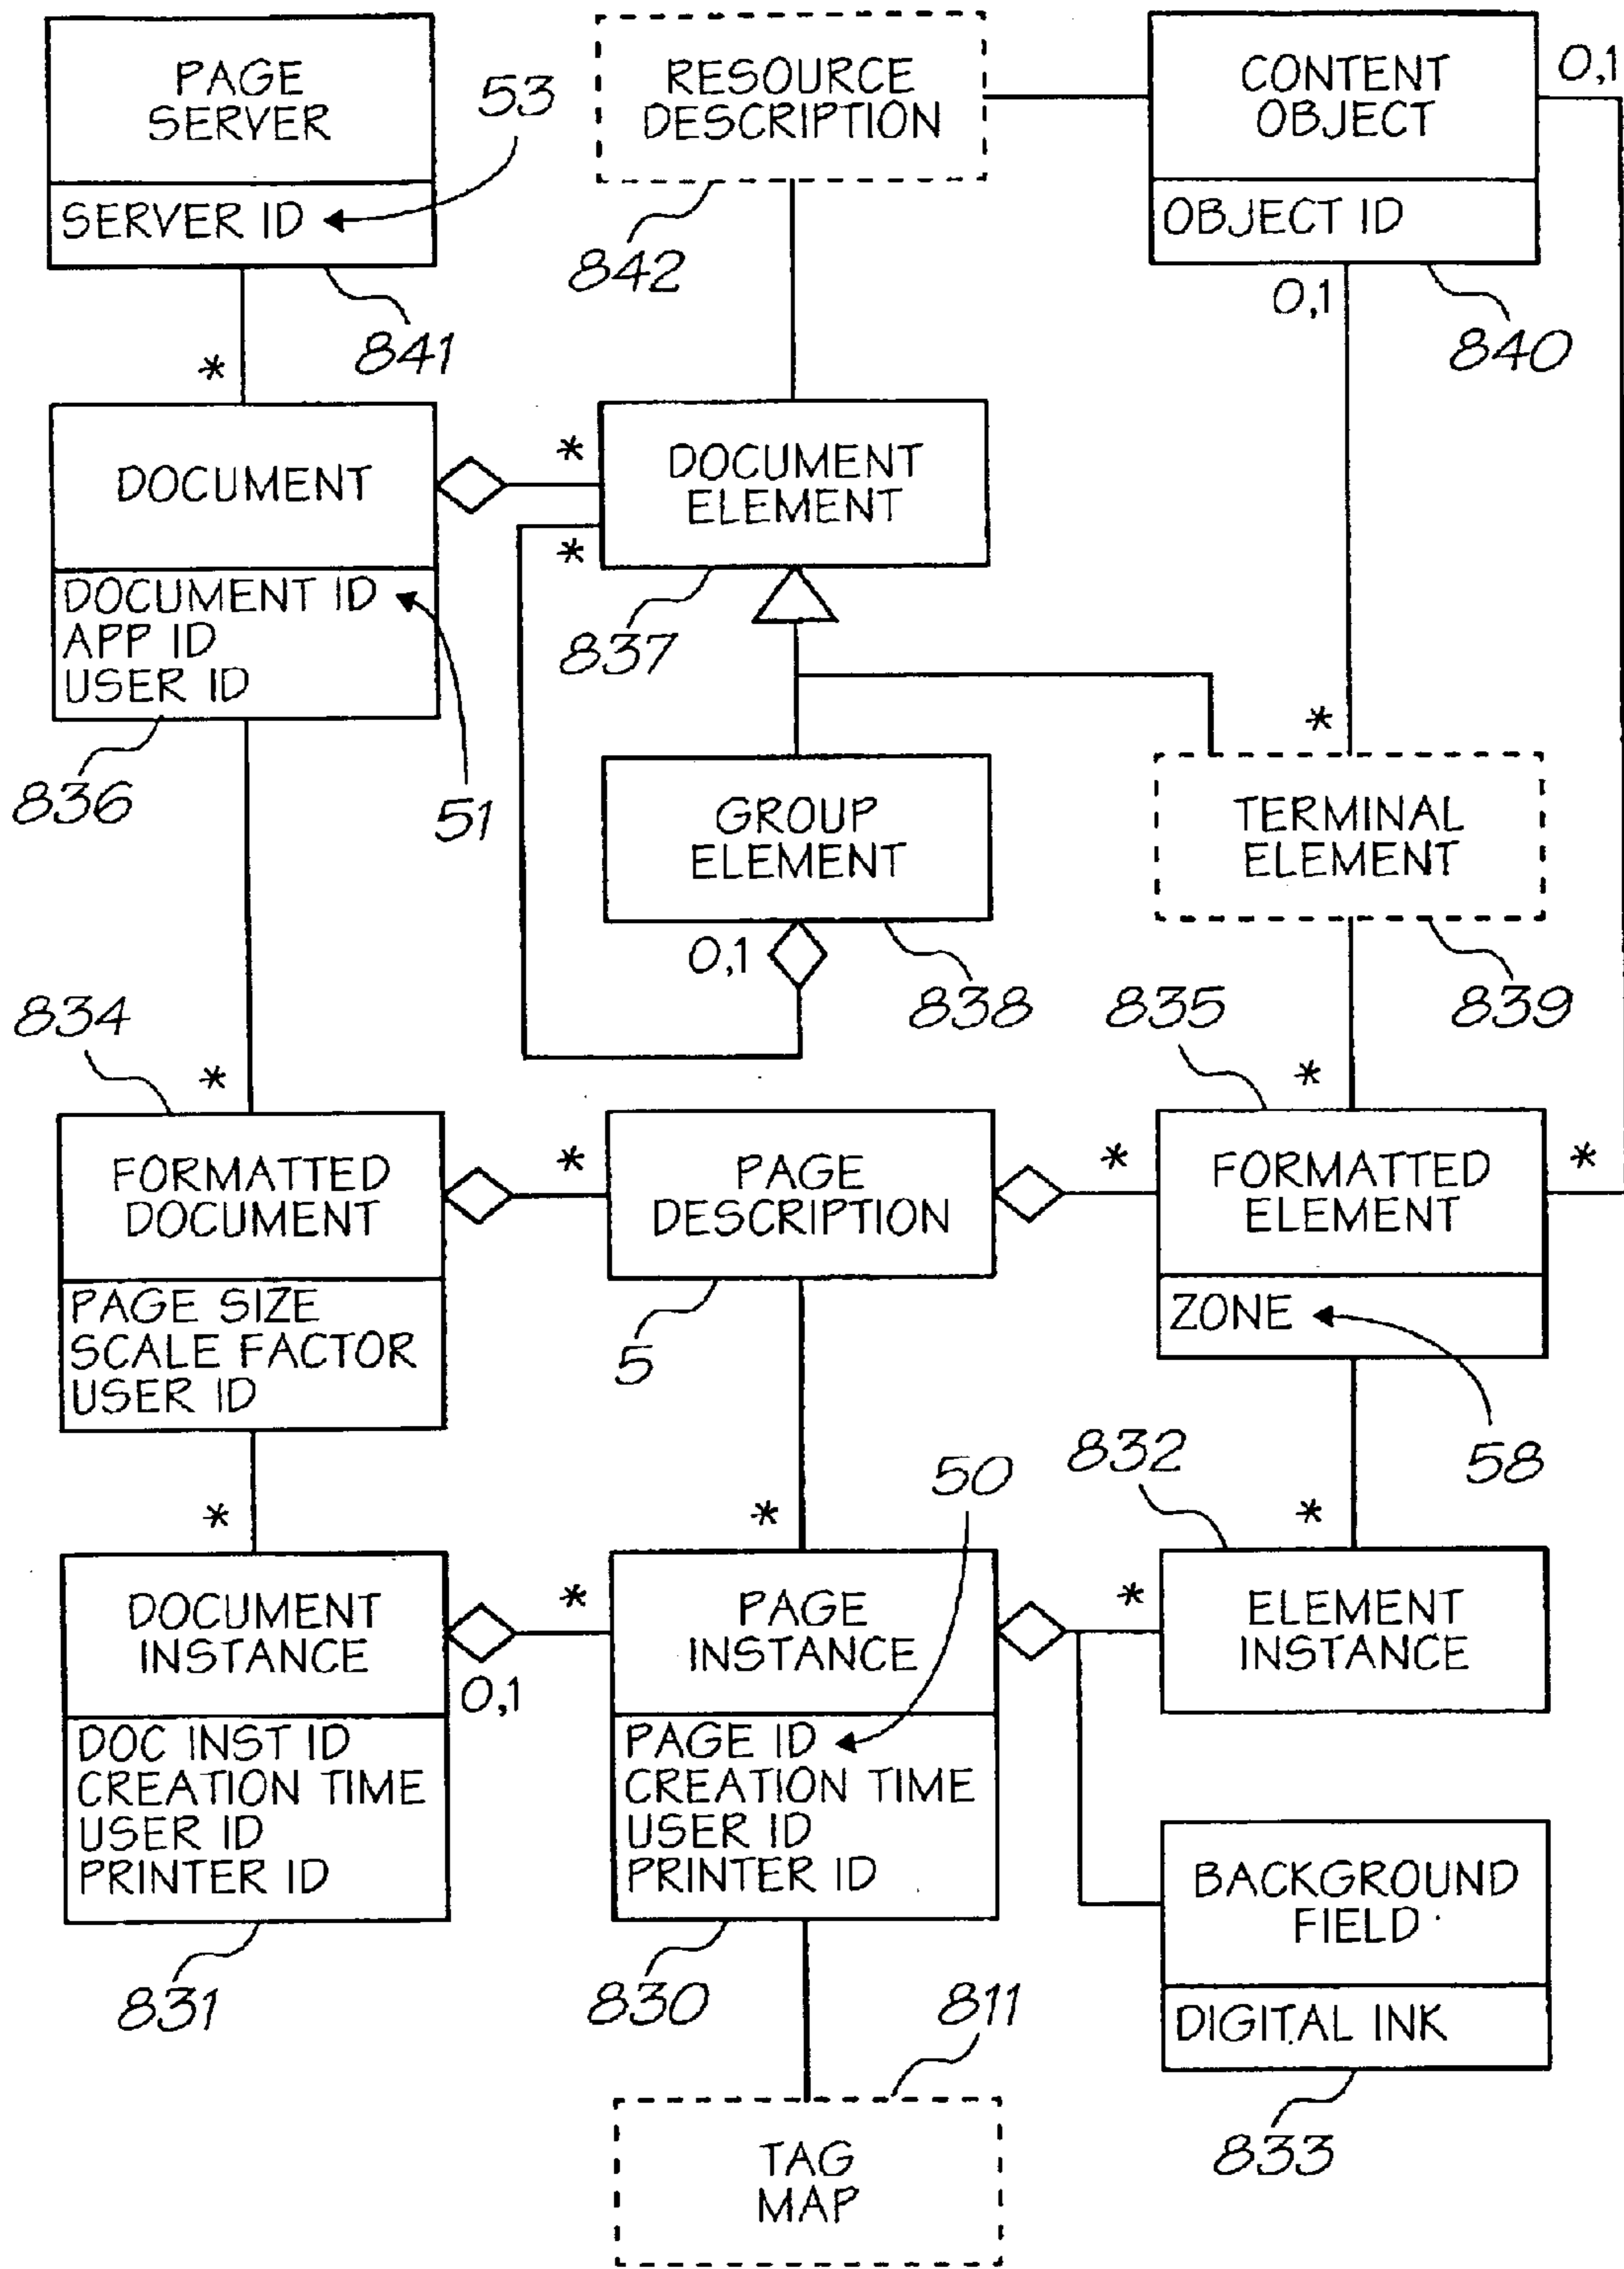 PAGE
SERVER
SERVER ID
53
841
RESOURCE
DESCRIPTION
842
CONTENT
OBJECT
OBJECT ID
0,1
0,1
840
*
DOCUMENT
DOCUMENT ID
APP ID
USER ID
836
51
*
*
DOCUMENT
ELEMENT
837
GROUP
ELEMENT
0,1
838
*
TERMINAL
ELEMENT
839
834
*
FORMATTED
DOCUMENT
PAGE SIZE
SCALE FACTOR
USER ID
*
PAGE
DESCRIPTION
5
835
*
*
*
FORMATTED
ELEMENT
ZONE
58
*
DOCUMENT
INSTANCE
0,1
DOC INST ID
CREATION TIME
USER ID
PRINTER ID
831
*
*
50
PAGE
INSTANCE
PAGE ID
CREATION TIME
USER ID
PRINTER ID
830
832
*
*
ELEMENT
INSTANCE
BACKGROUND
FIELD
DIGITAL INK
833
811
TAG
MAP